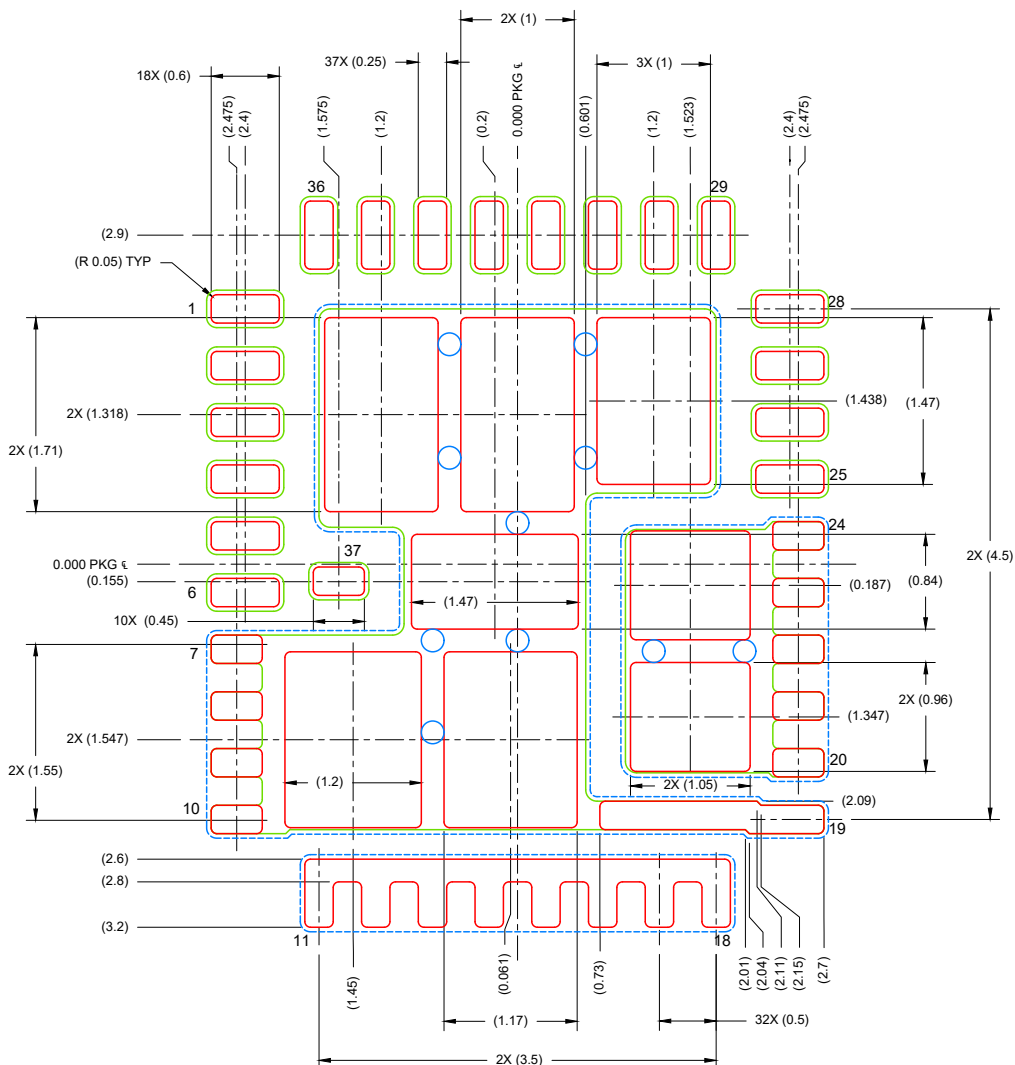 2X (1)
37X (0.25)
3X (1)
18X (0.6)
(2.475)
(2.4)
(1.575)
(1.2)
(0.2)
0.000 PKG ℄
(0.601)
(1.2)
(1.523)
(2.4)
(2.475)
36
29
(2.9)
(R 0.05) TYP
1
28
2X (1.318)
(1.438)
(1.47)
2X (1.71)
25
24
37
0.000 PKG ℄
(0.155)
2X (4.5)
(0.187)
(0.84)
6
(1.47)
10X (0.45)
7
2X (0.96)
(1.347)
2X (1.547)
20
2X (1.55)
(1.2)
2X (1.05)
10
(2.09)
19
(2.6)
(2.8)
(3.2)
11
18
(1.45)
(0.061)
(0.73)
(2.01)
(2.04)
(2.11)
(2.15)
(2.7)
(1.17)
32X (0.5)
2X (3.5)